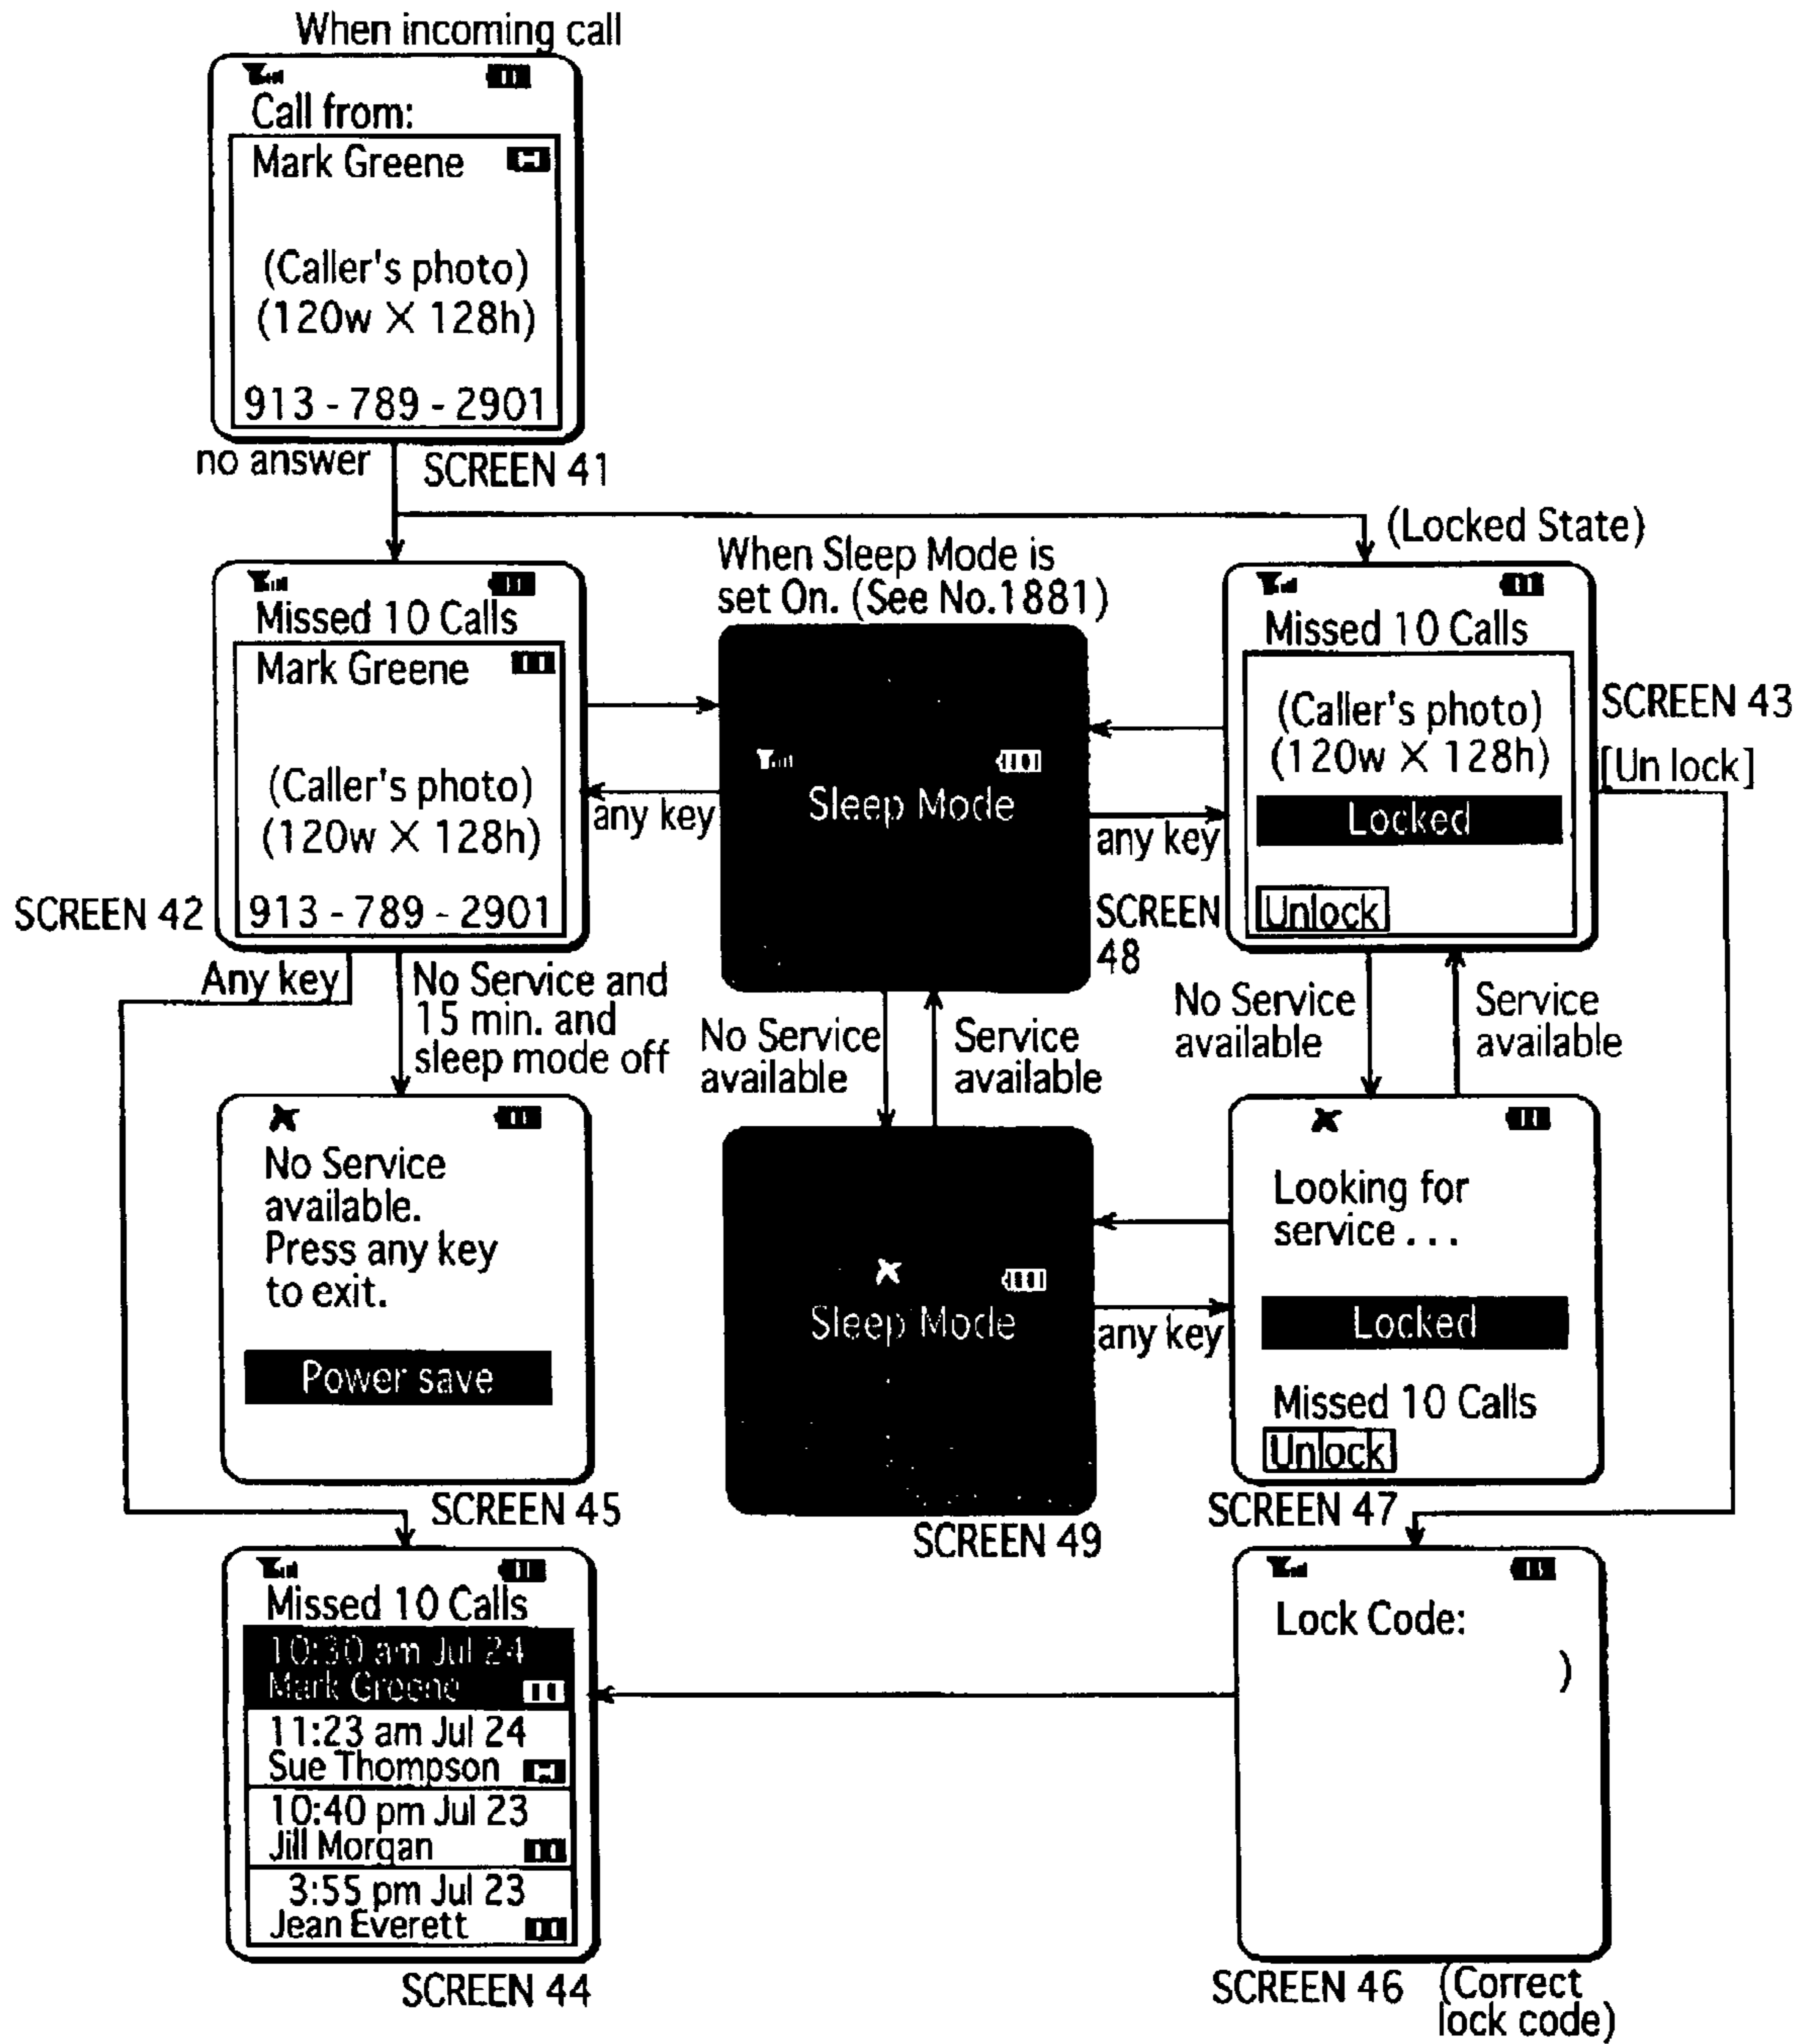 When incoming call
Call from:
Mark Greene
(Caller's photo)
(120w X 128h)
913 - 789 - 2901
no answer
SCREEN 41
(Locked State)
Missed 10 Calls
Mark Greene
(Caller's photo)
(120w X 128h)
913 - 789 - 2901
SCREEN 42
When Sleep Mode is
set On. (See No.1881)
Sleep Mode
any key
any key
SCREEN
48
Missed 10 Calls
(Caller's photo)
(120w X 128h)
Locked
Unlock
SCREEN 43
[Un lock]
Any key
No Service and
15 min. and
sleep mode off
No Service
available
Service
available
No Service
available
Service
available
No Service
available.
Press any key
to exit.
Power save
SCREEN 45
Sleep Mode
any key
SCREEN 49
Looking for
service . . .
Locked
Missed 10 Calls
Unlock
SCREEN 47
Missed 10 Calls
10:30 am Jul 24
Mark Greene
11:23 am Jul 24
Sue Thompson
10:40 pm Jul 23
Jill Morgan
3:55 pm Jul 23
Jean Everett
SCREEN 44
Lock Code:
)
SCREEN 46
(Correct
lock code)